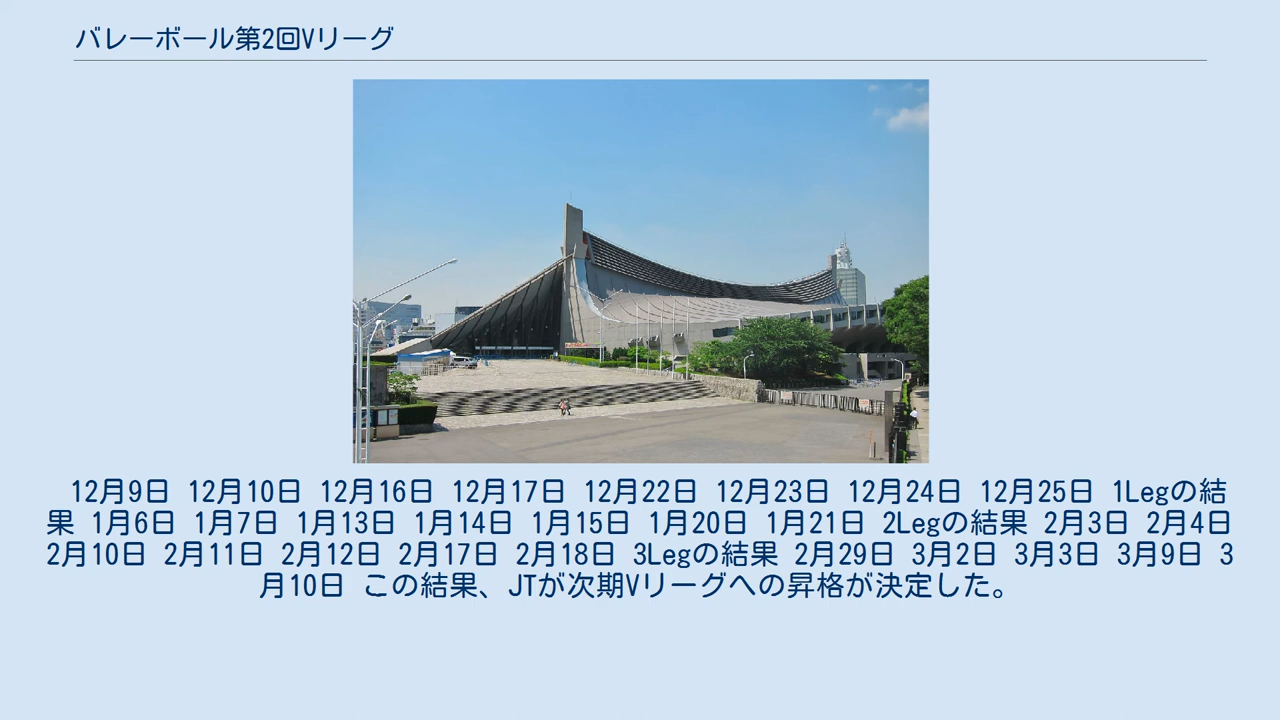 バレーボール第2回Vリーグ
12月9日 12月10日 12月16日 12月17日 12月22日 12月23日 12月24日 12月25日 1Legの結
果 1月6日 1月7日 1月13日 1月14日 1月15日 1月20日 1月21日 2Legの結果 2月3日 2月4日
2月10日 2月11日 2月12日 2月17日 2月18日 3Legの結果 2月29日 3月2日 3月3日 3月9日 3
月10日 この結果、JTが次期Vリーグへの昇格が決定した。